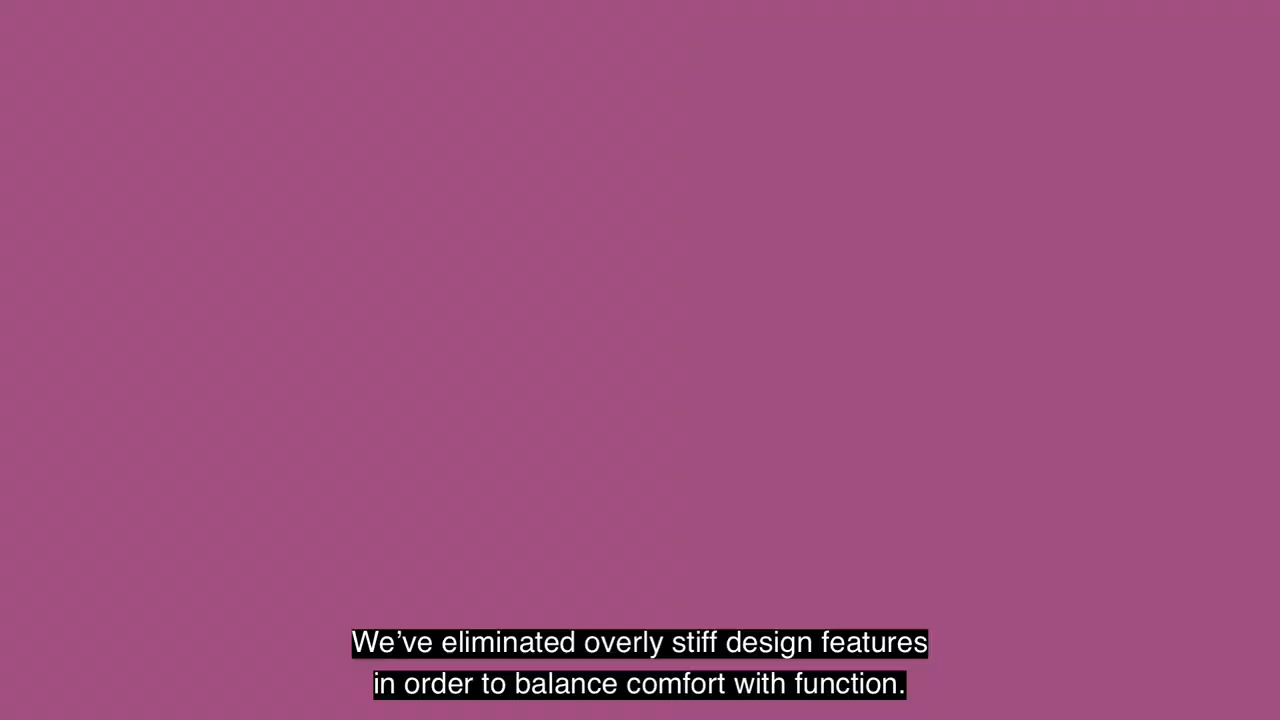 We’ve eliminated overly stiff design features
in order to balance comfort with function.